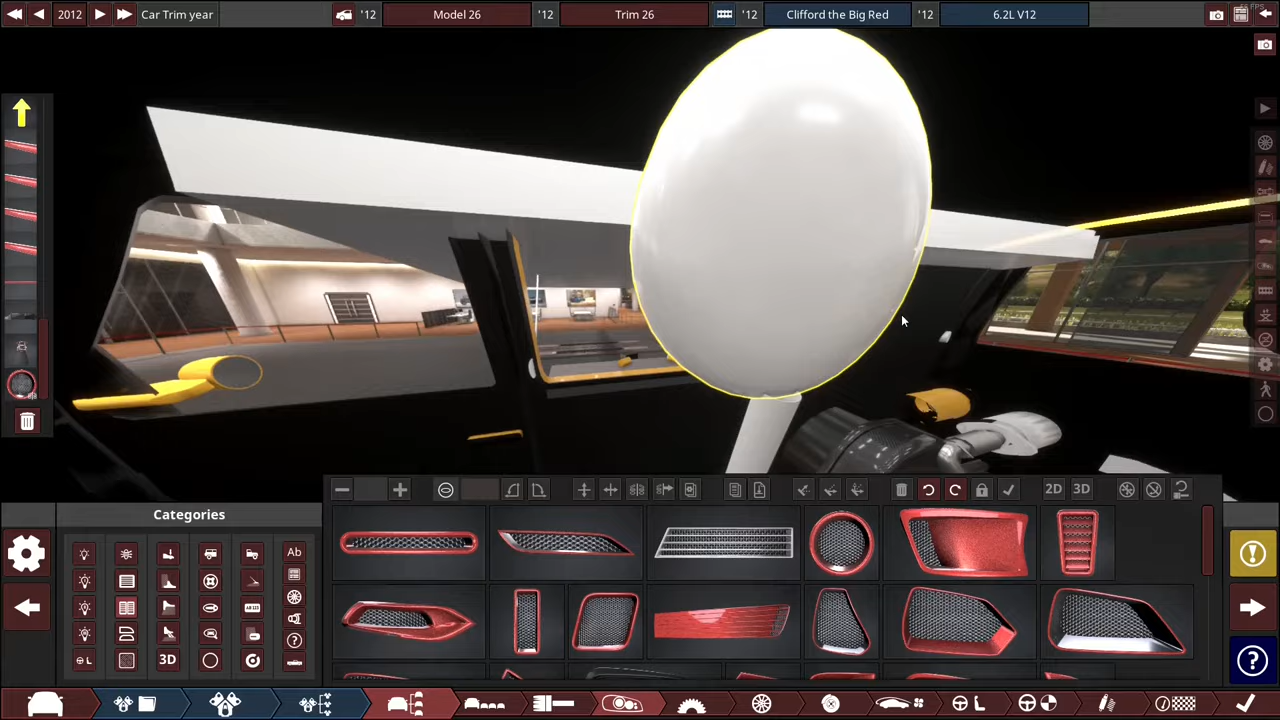 2012 Car Trim year '12 Model 26 '12 Trim 26 '12 Clifford the Big Red '12 6.2L V12
Categories
Ab
L
3D
2D 3D